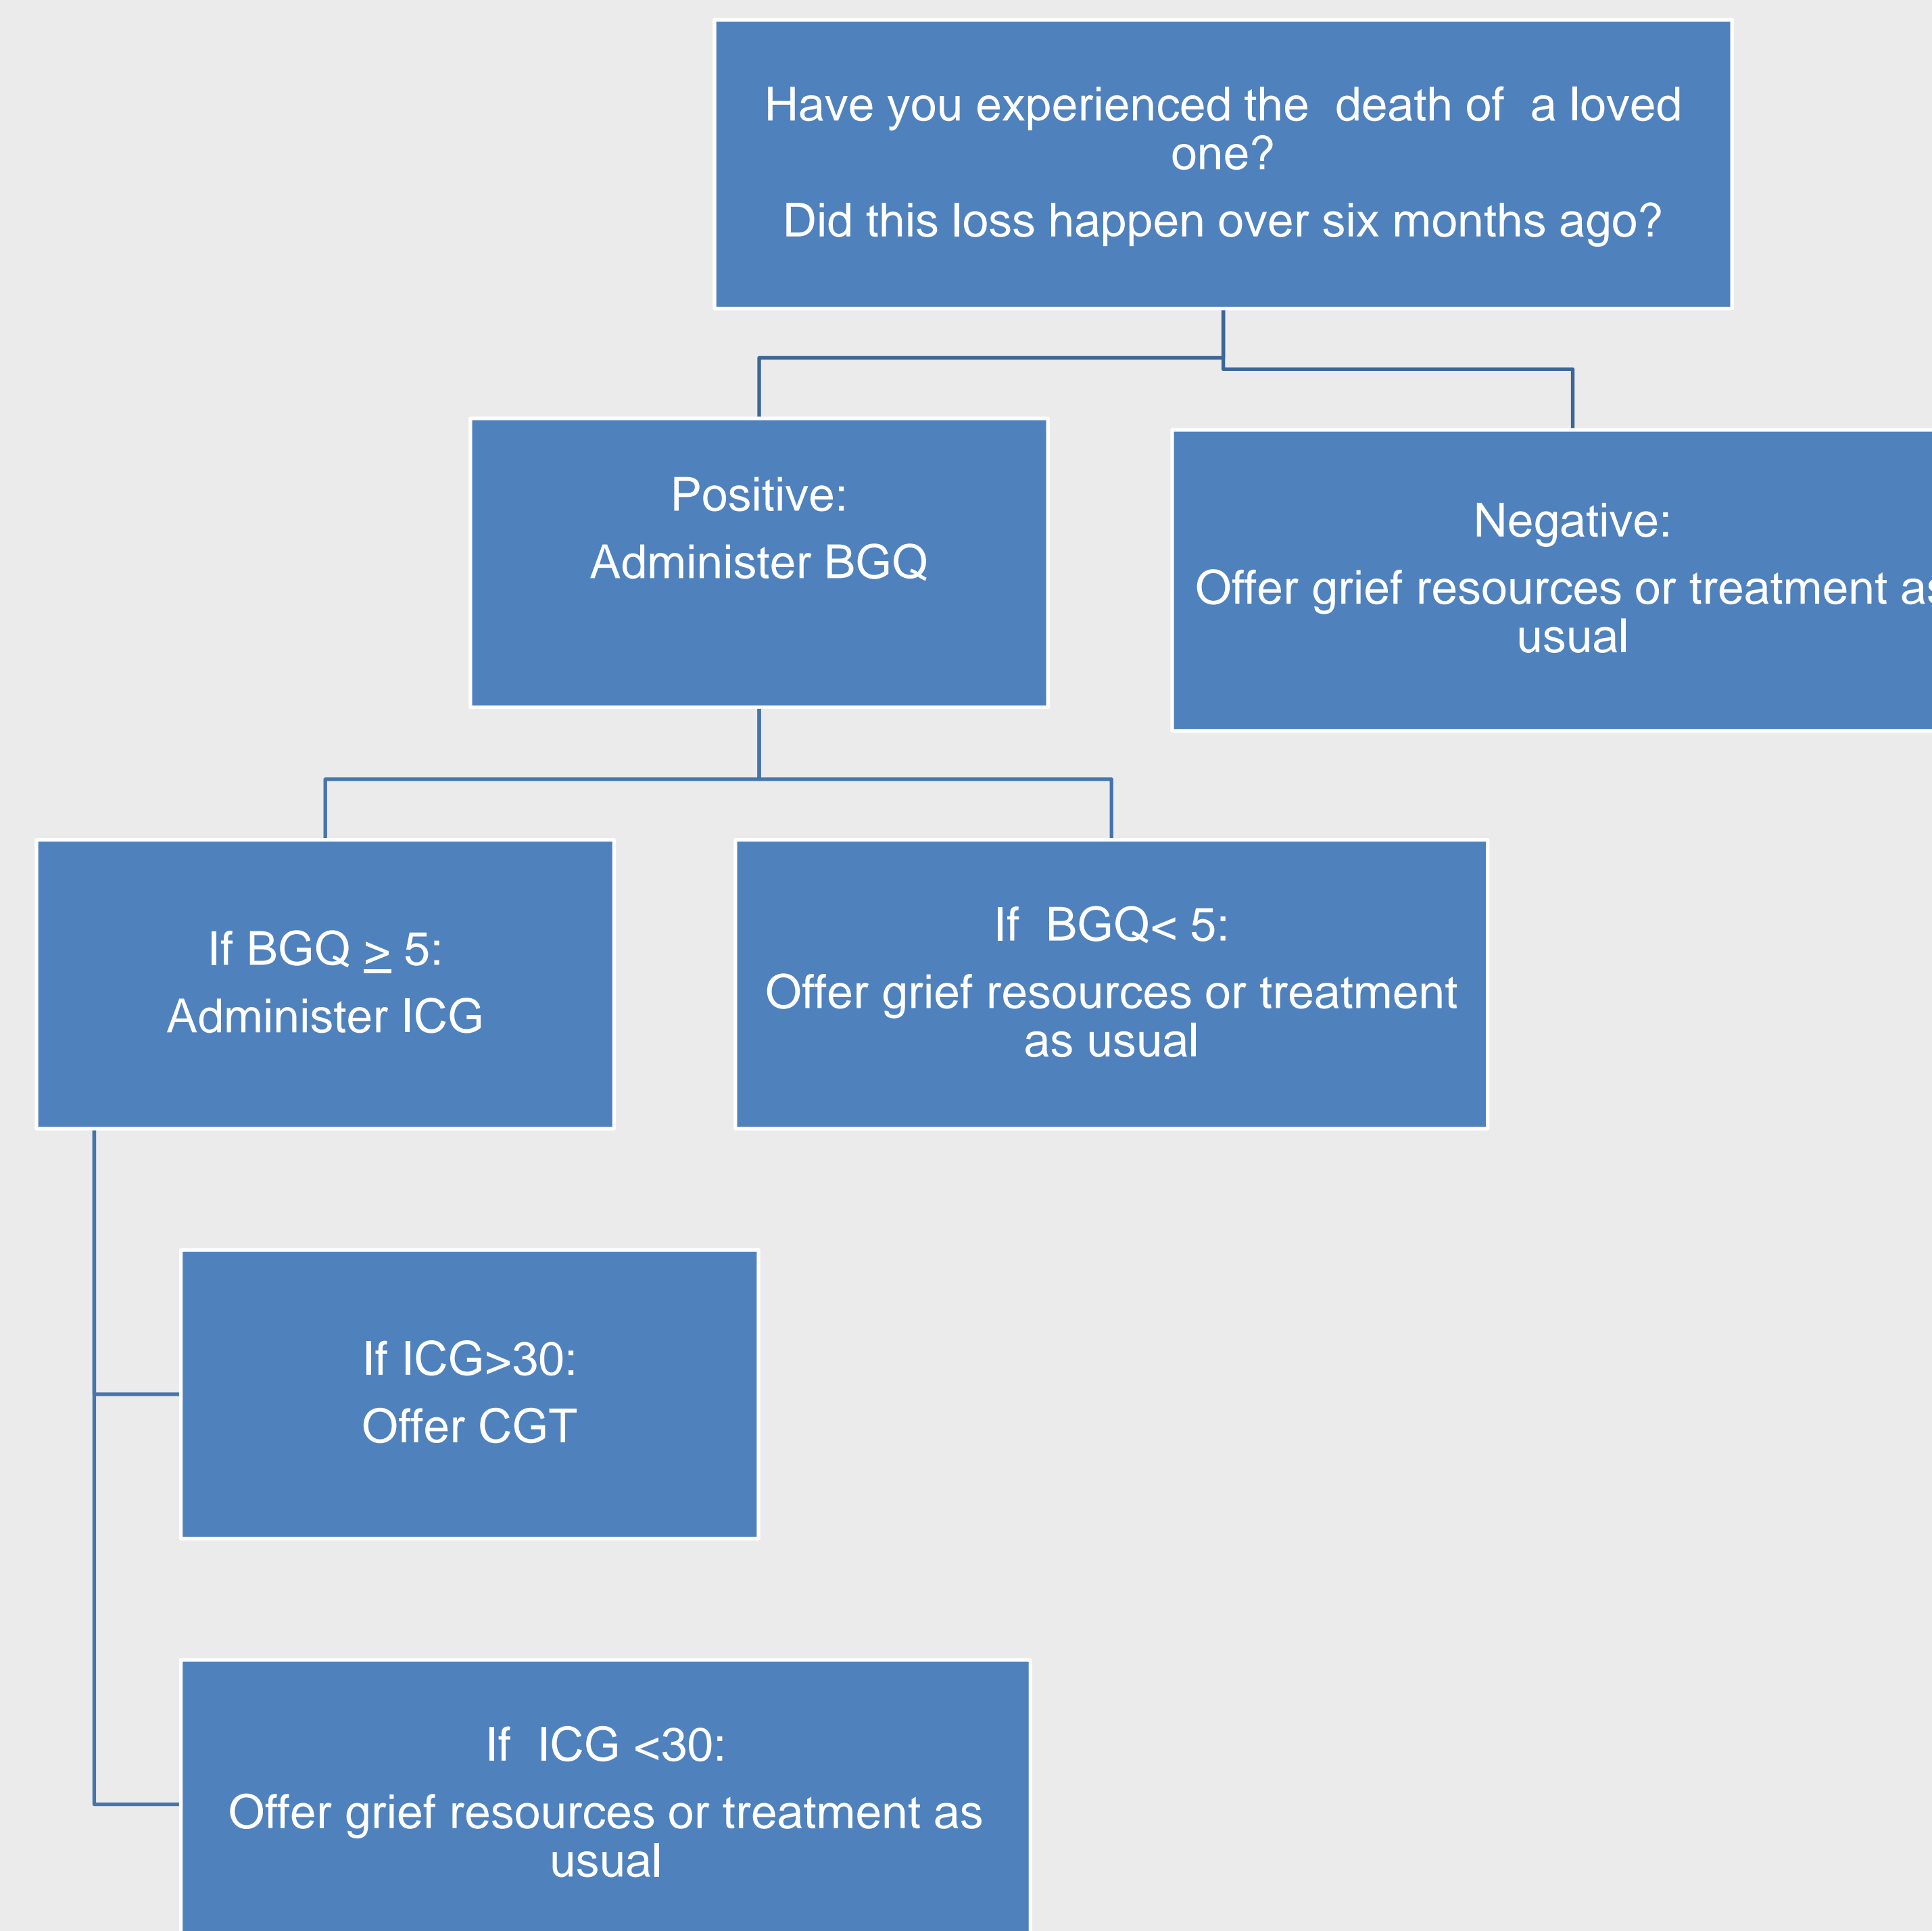 Have you experienced the death of a loved
one?
Did this loss happen over six months ago?
Positive:
Administer BGQ
Negative:
Offer grief resources or treatment as
usual
If BGQ ≥ 5:
Administer ICG
If BGQ< 5:
Offer grief resources or treatment
as usual
If ICG>30:
Offer CGT
If ICG <30:
Offer grief resources or treatment as
usual